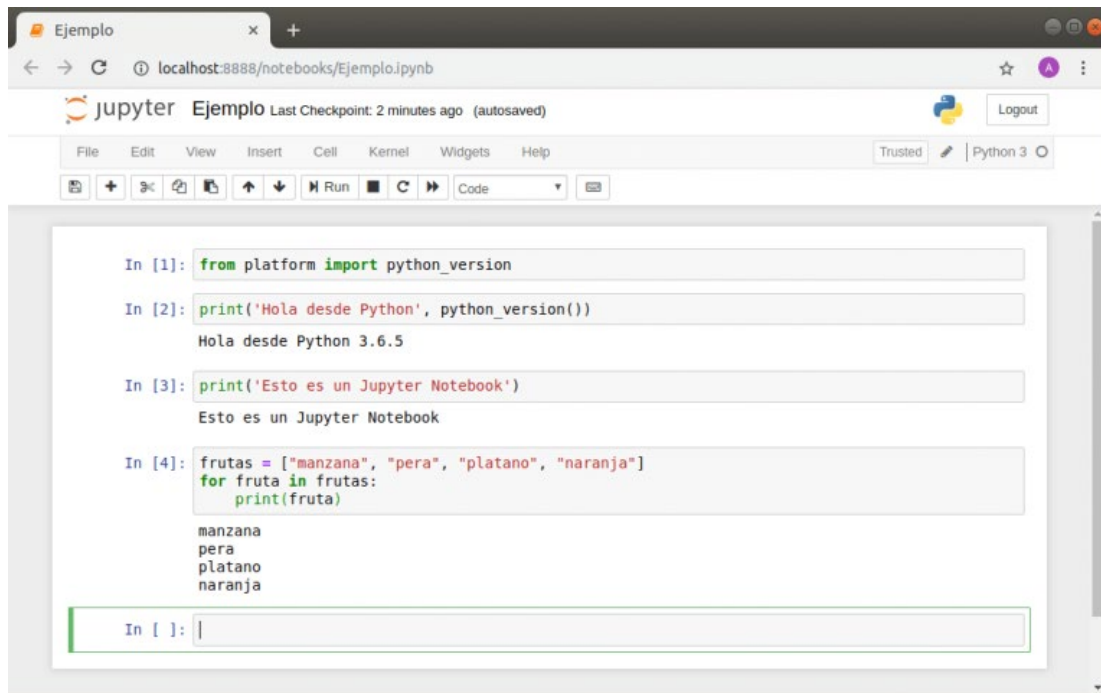 Ejemplo
localhost:8888/notebooks/Ejemplo.ipynb
A
jupyter Ejemplo Last Checkpoint: 2 minutes ago (autosaved)
Logout
File Edit View Insert Cell Kernel Widgets Help
Trusted Python 3
Run Code
In [1]: from platform import python_version
In [2]: print('Hola desde Python', python_version())
Hola desde Python 3.6.5
In [3]: print('Esto es un Jupyter Notebook')
Esto es un Jupyter Notebook
In [4]: frutas = ["manzana", "pera", "platano", "naranja"]
for fruta in frutas:
    print(fruta)
manzana
pera
platano
naranja
In [ ]: